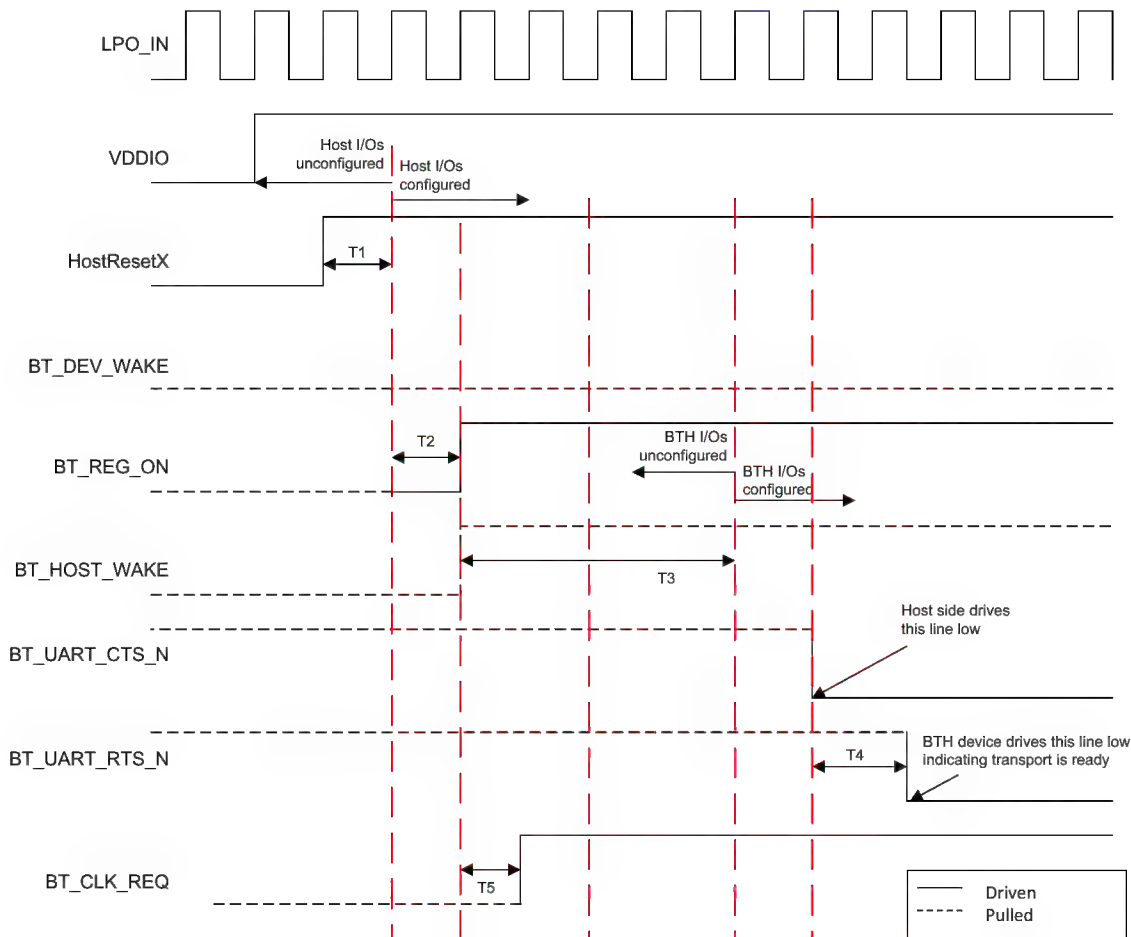 LPO_IN
VDDIO
Host I/Os
unconfigured
Host I/Os
configured
HostResetX
T1
BT_DEV_WAKE
T2
BT_REG_ON
BTH I/Os
unconfigured
BTH I/Os
configured
BT_HOST_WAKE
T3
Host side drives
this line low
BT_UART_CTS_N
BT_UART_RTS_N
T4
BTH device drives this line low
indicating transport is ready
BT_CLK_REQ
T5
Driven
Pulled